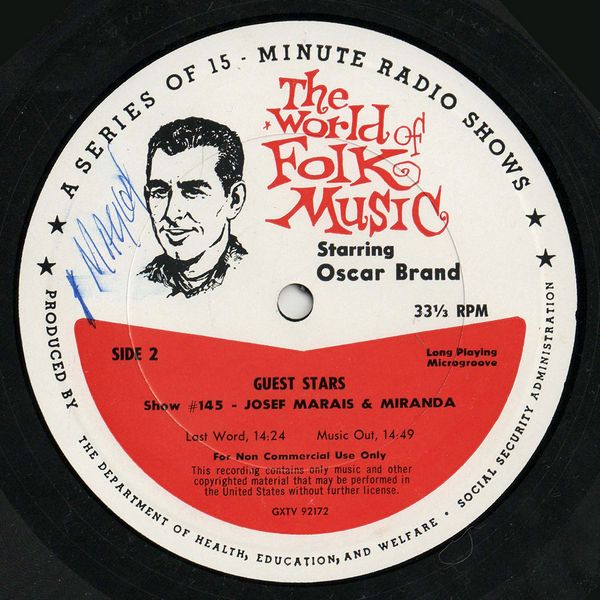 ★ ★ A SERIES OF 15 - MINUTE RADIO SHOWS ★ ★
The
World of
Folk
Music
Starring
Oscar Brand
33⅓ RPM
SIDE 2
Long Playing
Microgroove
GUEST STARS
Show #145 - JOSEF MARAIS & MIRANDA
Last Word, 14:24 Music Out, 14:49
For Non Commercial Use Only
This recording contains only music and other
copyrighted material that may be performed in
the United States without further license.
GXTV 92172
PRODUCED BY THE DEPARTMENT OF HEALTH, EDUCATION, AND WELFARE • SOCIAL SECURITY ADMINISTRATION